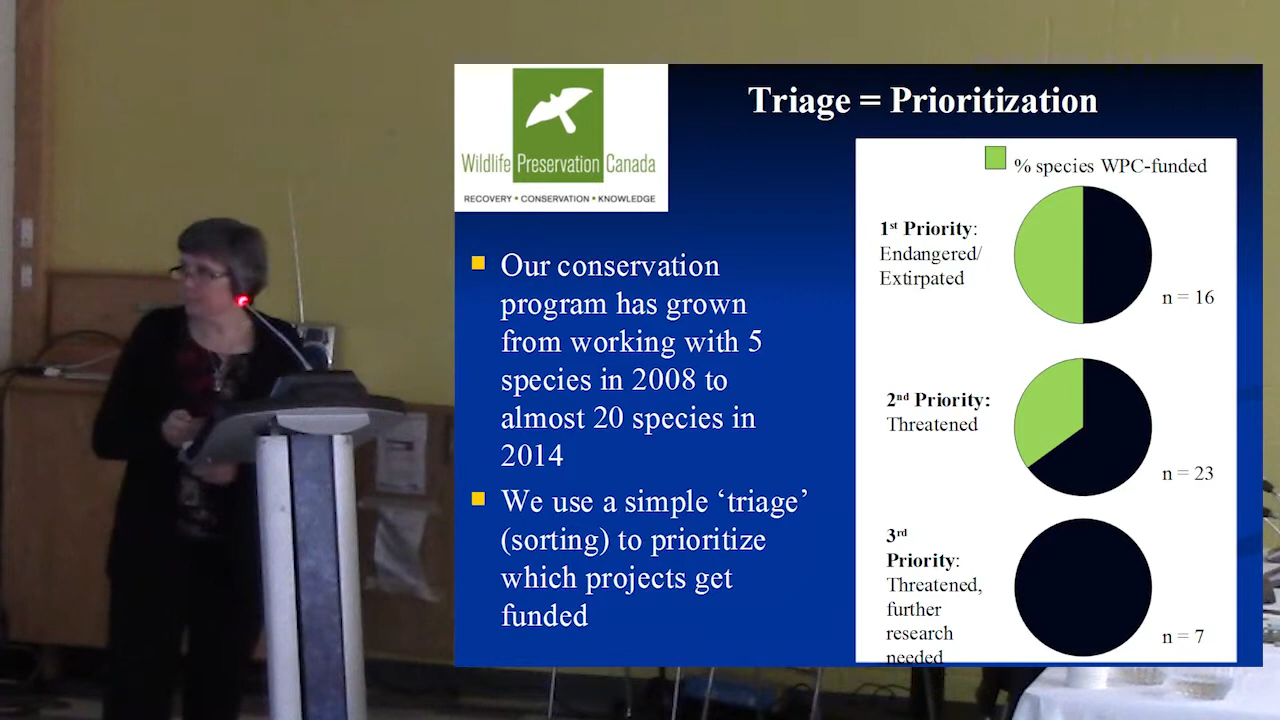 Wildlife Preservation Canada
RECOVERY • CONSERVATION • KNOWLEDGE
Triage = Prioritization
Our conservation
program has grown
from working with 5
species in 2008 to
almost 20 species in
2014
We use a simple ‘triage’
(sorting) to prioritize
which projects get
funded
% species WPC-funded
1st Priority:
Endangered/
Extirpated
n = 16
2nd Priority:
Threatened
n = 23
3rd
Priority:
Threatened,
further
research
needed
n = 7